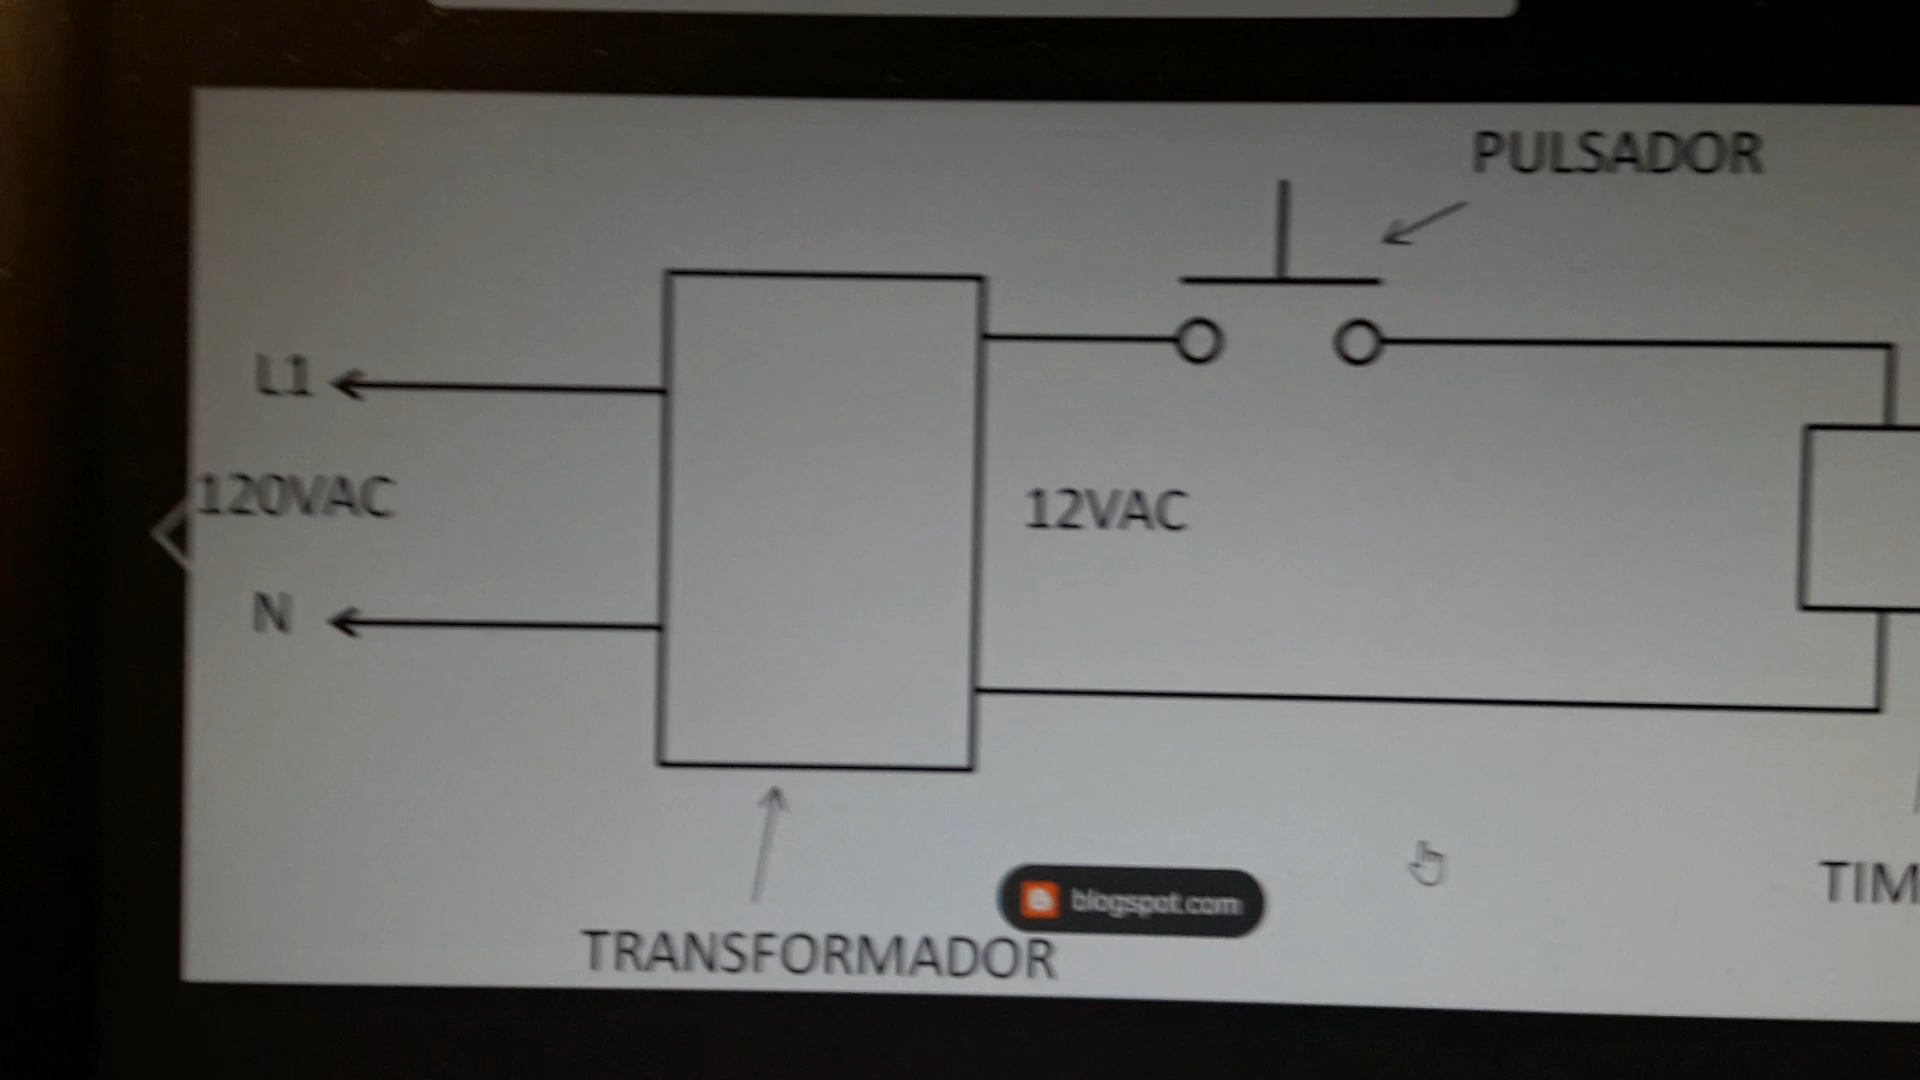 PULSADOR
L1
120VAC
12VAC
N
TIM
blogspot.com
TRANSFORMADOR